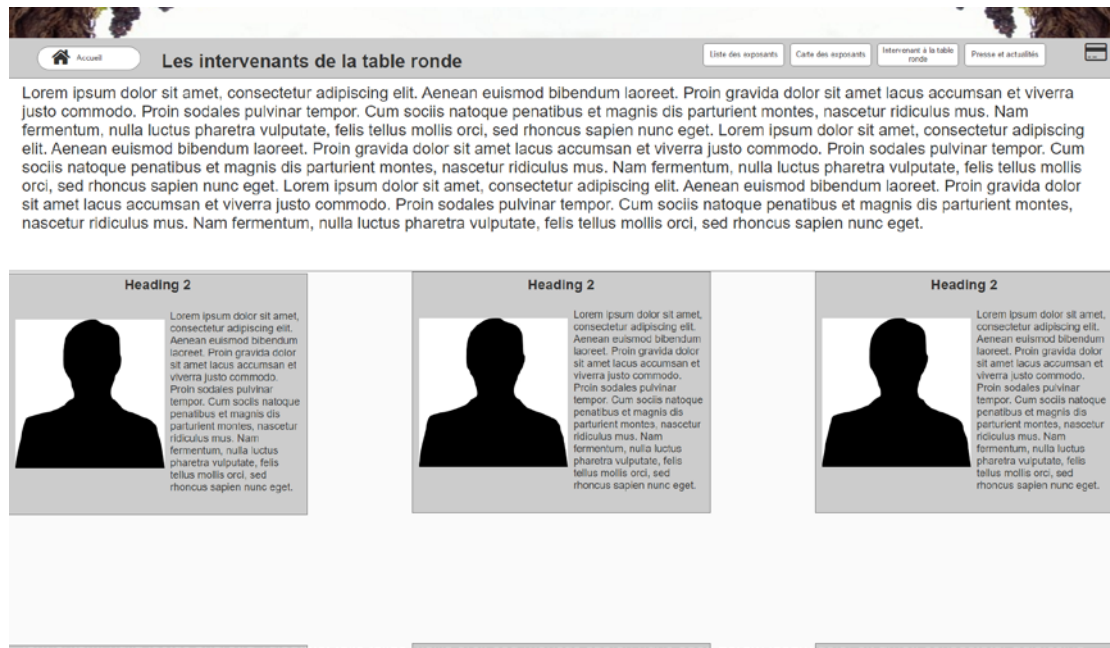 Accueil
Les intervenants de la table ronde
Liste des exposants
Carte des exposants
Intervenant à la table
ronde
Presse et actualités
Lorem ipsum dolor sit amet, consectetur adipiscing elit. Aenean euismod bibendum laoreet. Proin gravida dolor sit amet lacus accumsan et viverra
justo commodo. Proin sodales pulvinar tempor. Cum sociis natoque penatibus et magnis dis parturient montes, nascetur ridiculus mus. Nam
fermentum, nulla luctus pharetra vulputate, felis tellus mollis orci, sed rhoncus sapien nunc eget. Lorem ipsum dolor sit amet, consectetur adipiscing
elit. Aenean euismod bibendum laoreet. Proin gravida dolor sit amet lacus accumsan et viverra justo commodo. Proin sodales pulvinar tempor. Cum
sociis natoque penatibus et magnis dis parturient montes, nascetur ridiculus mus. Nam fermentum, nulla luctus pharetra vulputate, felis tellus mollis
orci, sed rhoncus sapien nunc eget. Lorem ipsum dolor sit amet, consectetur adipiscing elit. Aenean euismod bibendum laoreet. Proin gravida dolor
sit amet lacus accumsan et viverra justo commodo. Proin sodales pulvinar tempor. Cum sociis natoque penatibus et magnis dis parturient montes,
nascetur ridiculus mus. Nam fermentum, nulla luctus pharetra vulputate, felis tellus mollis orci, sed rhoncus sapien nunc eget.
Heading 2
Lorem ipsum dolor sit amet,
consectetur adipiscing elit.
Aenean euismod bibendum
laoreet. Proin gravida dolor
sit amet lacus accumsan et
viverra justo commodo.
Proin sodales pulvinar
tempor. Cum sociis natoque
penatibus et magnis dis
parturient montes, nascetur
ridiculus mus. Nam
fermentum, nulla luctus
pharetra vulputate, felis
tellus mollis orci, sed
rhoncus sapien nunc eget.
Heading 2
Lorem ipsum dolor sit amet,
consectetur adipiscing elit.
Aenean euismod bibendum
laoreet. Proin gravida dolor
sit amet lacus accumsan et
viverra justo commodo.
Proin sodales pulvinar
tempor. Cum sociis natoque
penatibus et magnis dis
parturient montes, nascetur
ridiculus mus. Nam
fermentum, nulla luctus
pharetra vulputate, felis
tellus mollis orci, sed
rhoncus sapien nunc eget.
Heading 2
Lorem ipsum dolor sit amet,
consectetur adipiscing elit.
Aenean euismod bibendum
laoreet. Proin gravida dolor
sit amet lacus accumsan et
viverra justo commodo.
Proin sodales pulvinar
tempor. Cum sociis natoque
penatibus et magnis dis
parturient montes, nascetur
ridiculus mus. Nam
fermentum, nulla luctus
pharetra vulputate, felis
tellus mollis orci, sed
rhoncus sapien nunc eget.